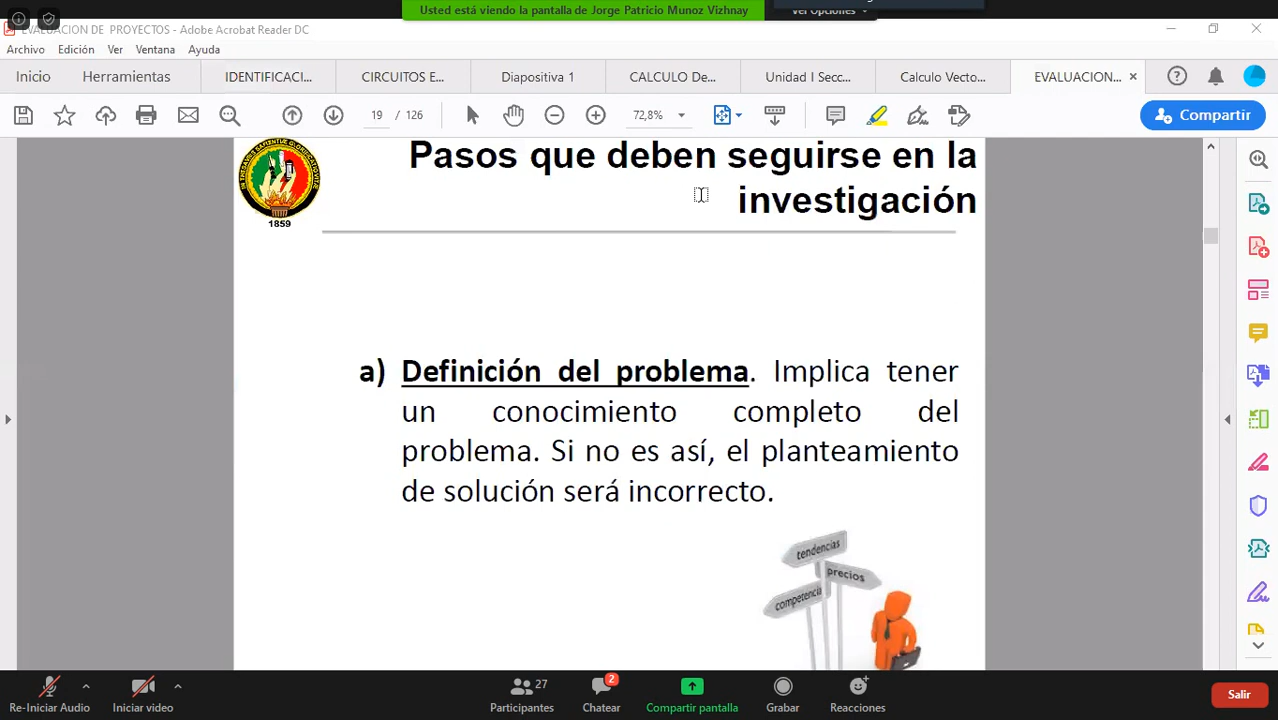 Usted está viendo la pantalla de Jorge Patricio Munoz Vizhnay
Ver Opciones
EVALUACION DE PROYECTOS - Adobe Acrobat Reader DC
Archivo Edición Ver Ventana Ayuda
Inicio Herramientas IDENTIFICACI... CIRCUITOS E... Diapositiva 1 CALCULO De... Unidad I Secc... Calculo Vecto... EVALUACION...
19 / 126 72,8% Compartir
Pasos que deben seguirse en la
investigación
1859
a) Definición del problema. Implica tener
un conocimiento completo del
problema. Si no es así, el planteamiento
de solución será incorrecto.
tendencias
precios
competencia
27 2
Re-Iniciar Audio Iniciar video Participantes Chatear Compartir pantalla Grabar Reacciones Salir